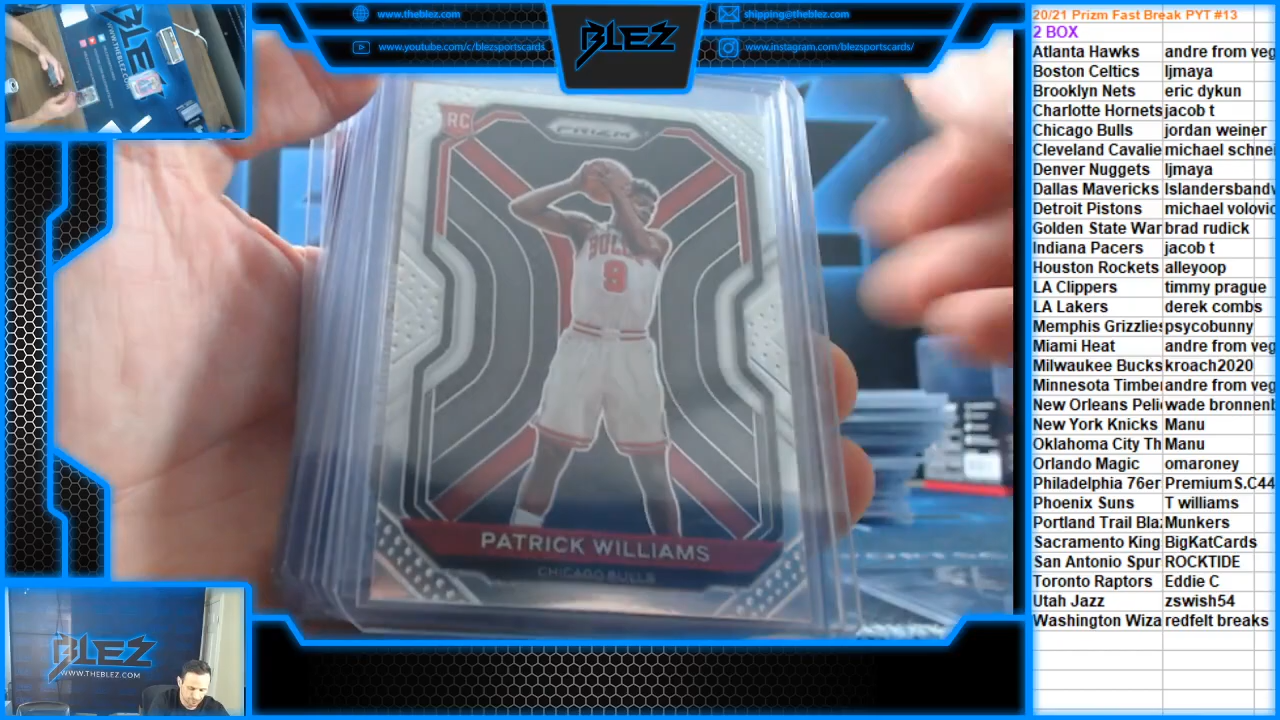 www.theblez.com
shipping@theblez.com
www.youtube.com/c/blezsportscards
www.instagram.com/blezsportscards/
BLEZ
RC
PRIZM
BULLS
9
PATRICK WILLIAMS
CHICAGO BULLS
BLEZ
WWW.THEBLEZ.COM
20/21 Prizm Fast Break PYT #13
2 BOX
Atlanta Hawks andre from veg
Boston Celtics ljmaya
Brooklyn Nets eric dykun
Charlotte Hornets jacob t
Chicago Bulls jordan weiner
Cleveland Cavalie michael schnei
Denver Nuggets ljmaya
Dallas Mavericks Islandersbandv
Detroit Pistons michael volovic
Golden State War brad rudick
Indiana Pacers jacob t
Houston Rockets alleyoop
LA Clippers timmy prague
LA Lakers derek combs
Memphis Grizzlies psycobunny
Miami Heat andre from veg
Milwaukee Bucks kroach2020
Minnesota Timbe andre from veg
New Orleans Peli wade bronnenb
New York Knicks Manu
Oklahoma City Th Manu
Orlando Magic omaroney
Philadelphia 76er PremiumS.C44
Phoenix Suns T williams
Portland Trail Bla Munkers
Sacramento King BigKatCards
San Antonio Spur ROCKTIDE
Toronto Raptors Eddie C
Utah Jazz zswish54
Washington Wiza redfelt breaks